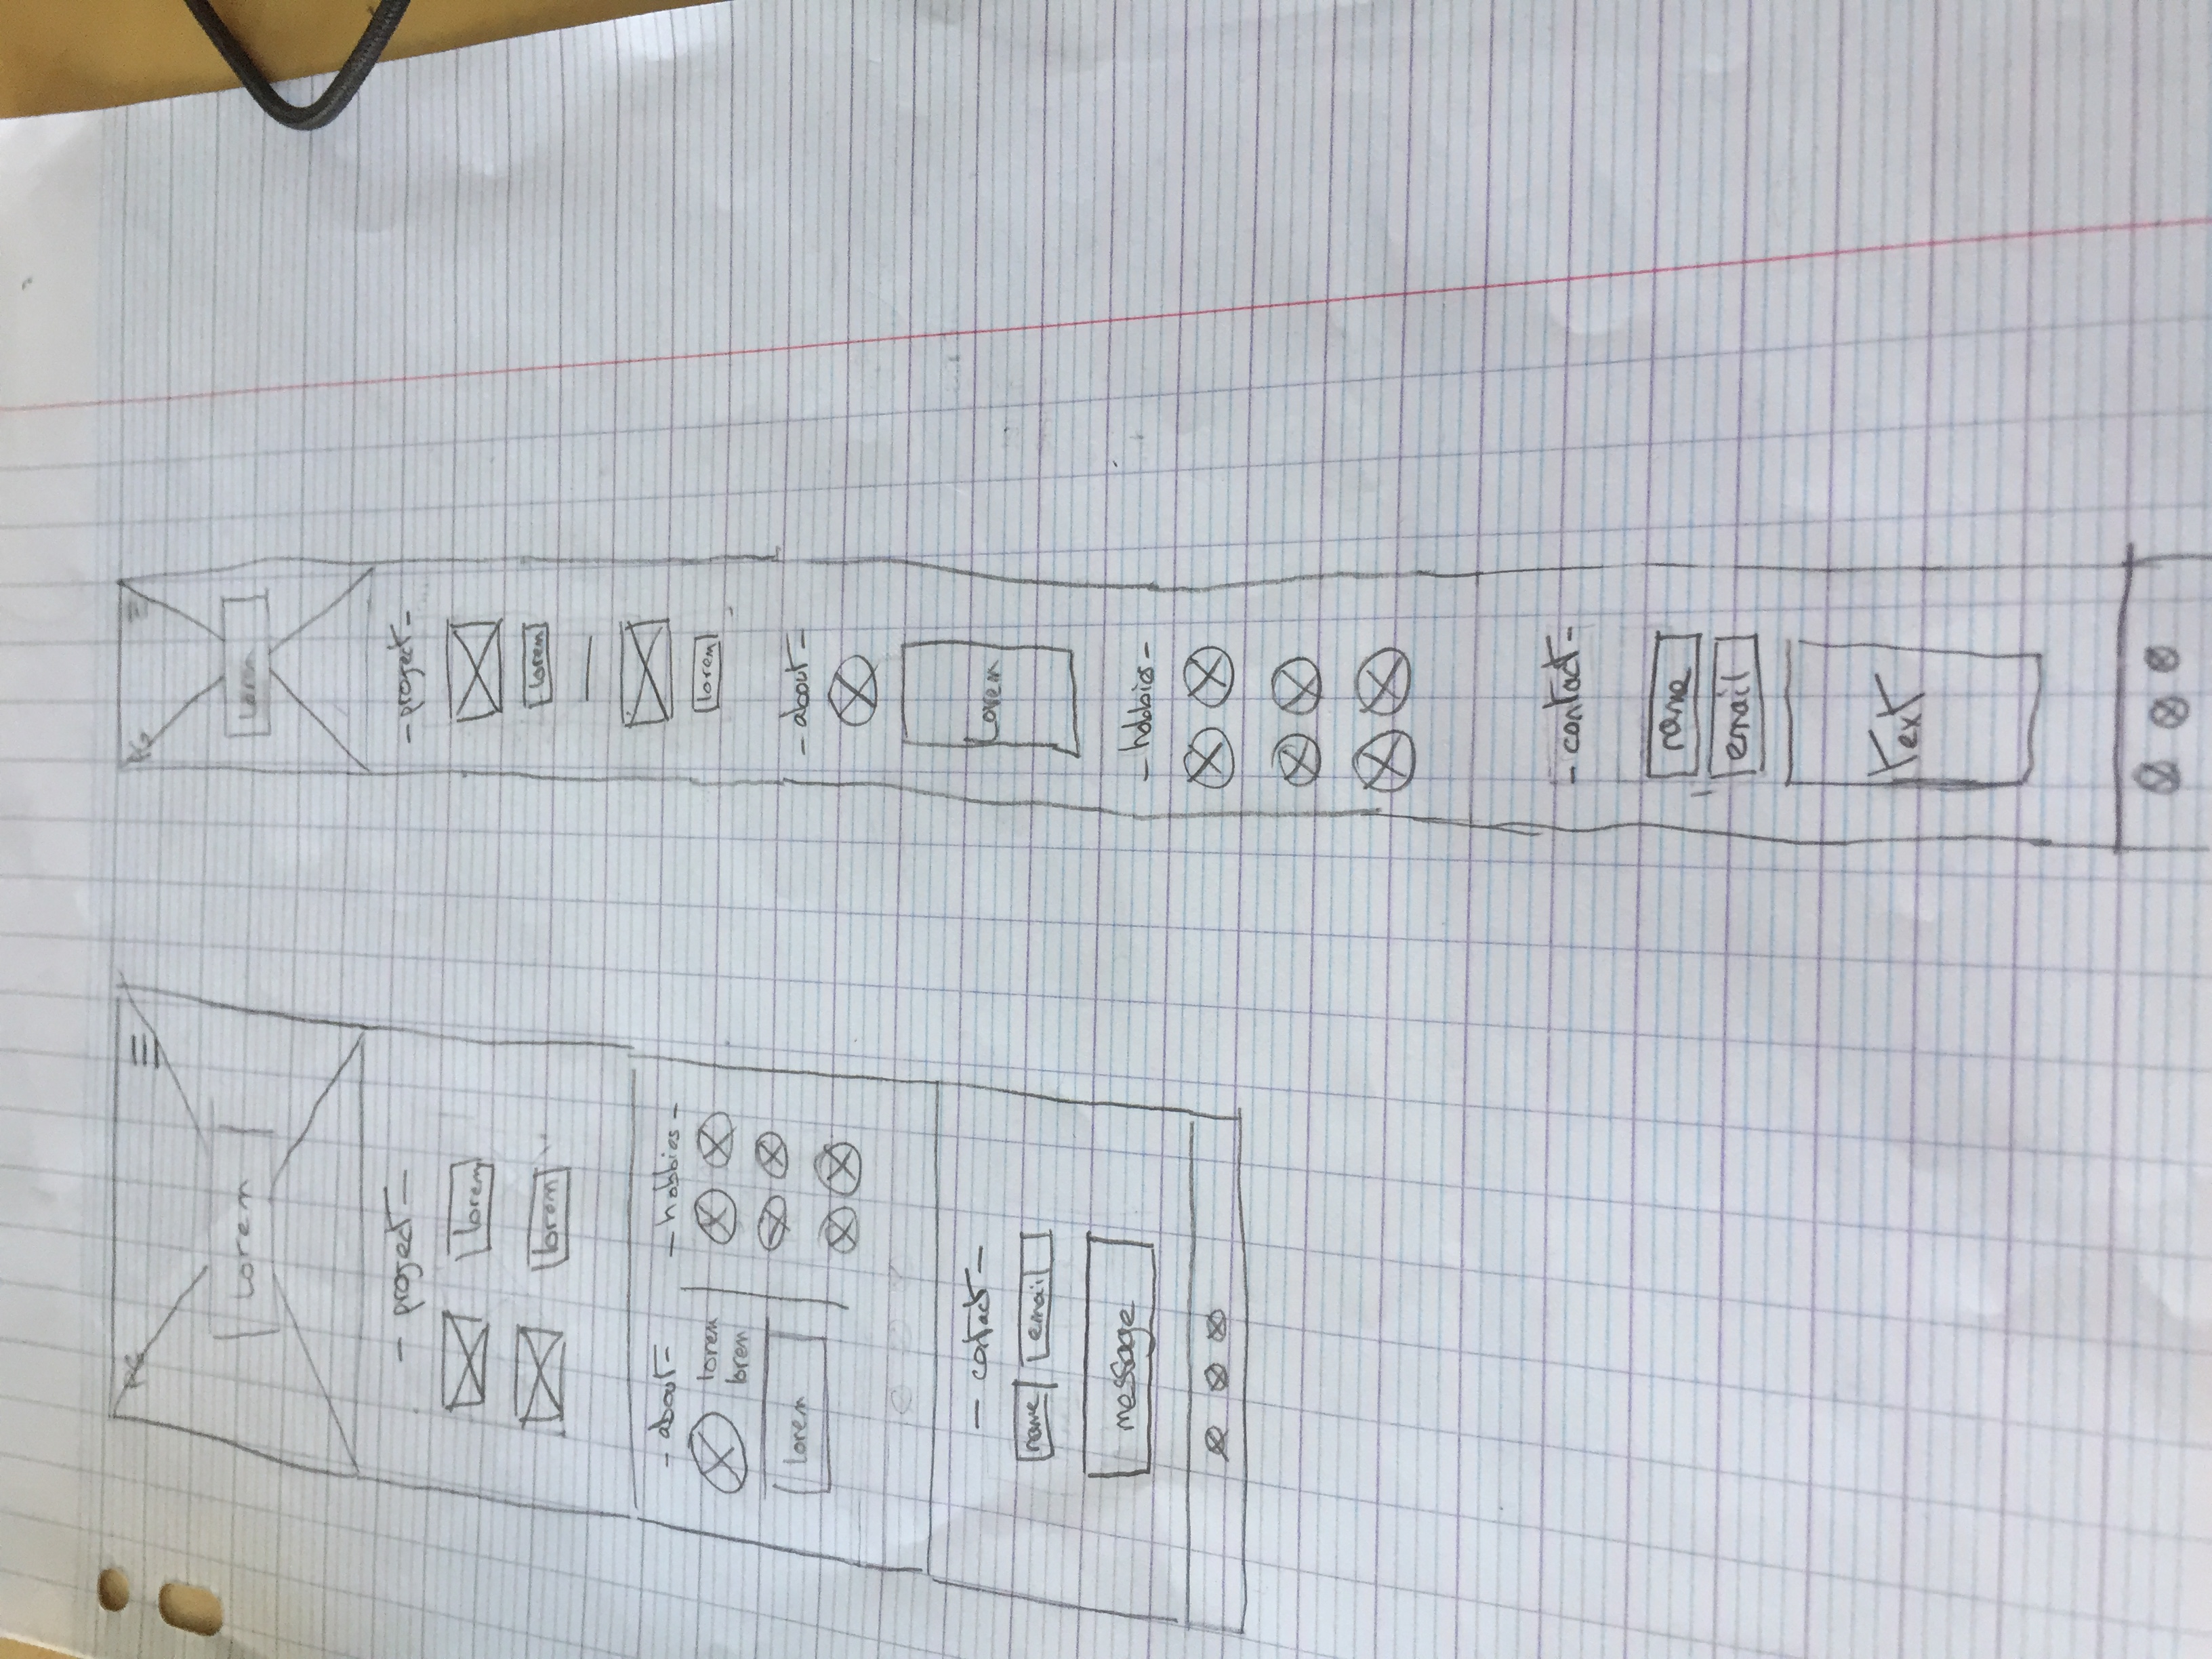 PG
Lorem
- project -
lorem
lorem
- about -
- hobbies -
lorem
lorem
lorem
- contact -
name
email
message
PG
Lorem
- project -
lorem
lorem
- about -
Lorem
- hobbies -
- contact -
name
email
Text